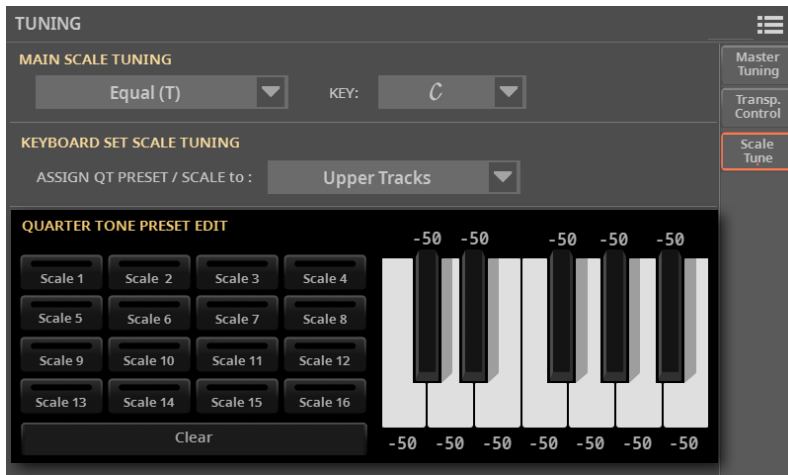 TUNING
MAIN SCALE TUNING
Equal (T)
KEY:
C
KEYBOARD SET SCALE TUNING
ASSIGN QT PRESET / SCALE to :
Upper Tracks
Master
Tuning
Transp.
Control
Scale
Tune
QUARTER TONE PRESET EDIT
Scale 1 Scale 2 Scale 3 Scale 4
Scale 5 Scale 6 Scale 7 Scale 8
Scale 9 Scale 10 Scale 11 Scale 12
Scale 13 Scale 14 Scale 15 Scale 16
Clear
-50 -50 -50 -50 -50
-50 -50 -50 -50 -50 -50 -50